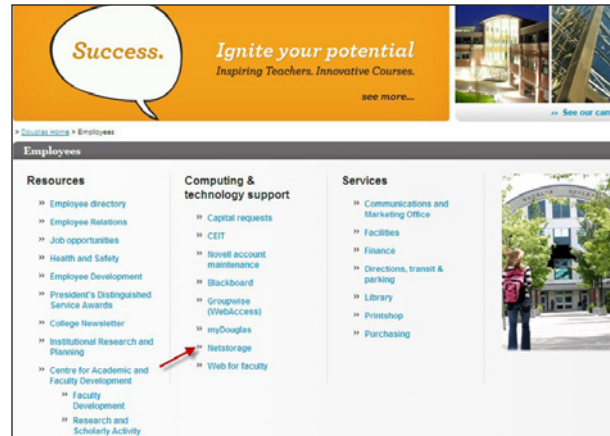 Success.
Ignite your potential
Inspiring Teachers. Innovative Courses.
see more...
» See our cam
> Douglas Home > Employees
Employees
Resources
» Employee directory
» Employee Relations
» Job opportunities
» Health and Safety
» Employee Development
» President's Distinguished
Service Awards
» College Newsletter
» Institutional Research and
Planning
» Centre for Academic and
Faculty Development
» Faculty
Development
» Research and
Scholarly Activity
Computing &
technology support
» Capital requests
» CEIT
» Novell account
maintenance
» Blackboard
» Groupwise
(WebAccess)
» myDouglas
» Netstorage
» Web for faculty
Services
» Communications and
Marketing Office
» Facilities
» Finance
» Directions, transit &
parking
» Library
» Printshop
» Purchasing